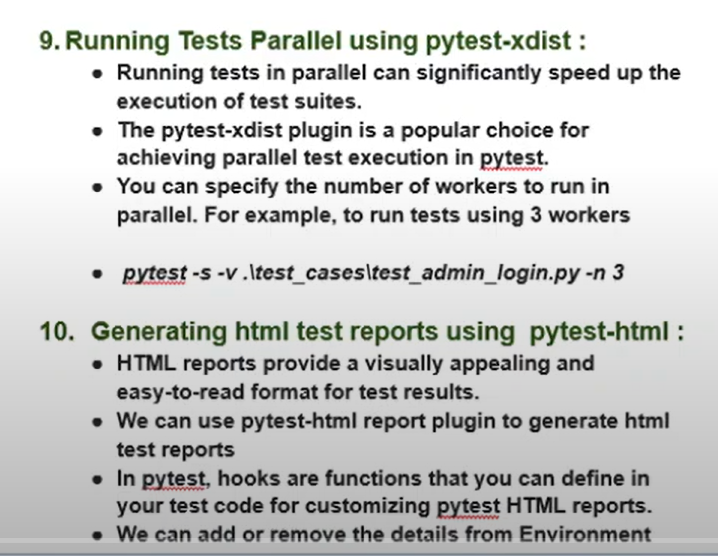 9. Running Tests Parallel using pytest-xdist :
• Running tests in parallel can significantly speed up the
execution of test suites.
• The pytest-xdist plugin is a popular choice for
achieving parallel test execution in pytest.
• You can specify the number of workers to run in
parallel. For example, to run tests using 3 workers
• pytest -s -v .\test_cases\test_admin_login.py -n 3
10. Generating html test reports using pytest-html :
• HTML reports provide a visually appealing and
easy-to-read format for test results.
• We can use pytest-html report plugin to generate html
test reports
• In pytest, hooks are functions that you can define in
your test code for customizing pytest HTML reports.
• We can add or remove the details from Environment